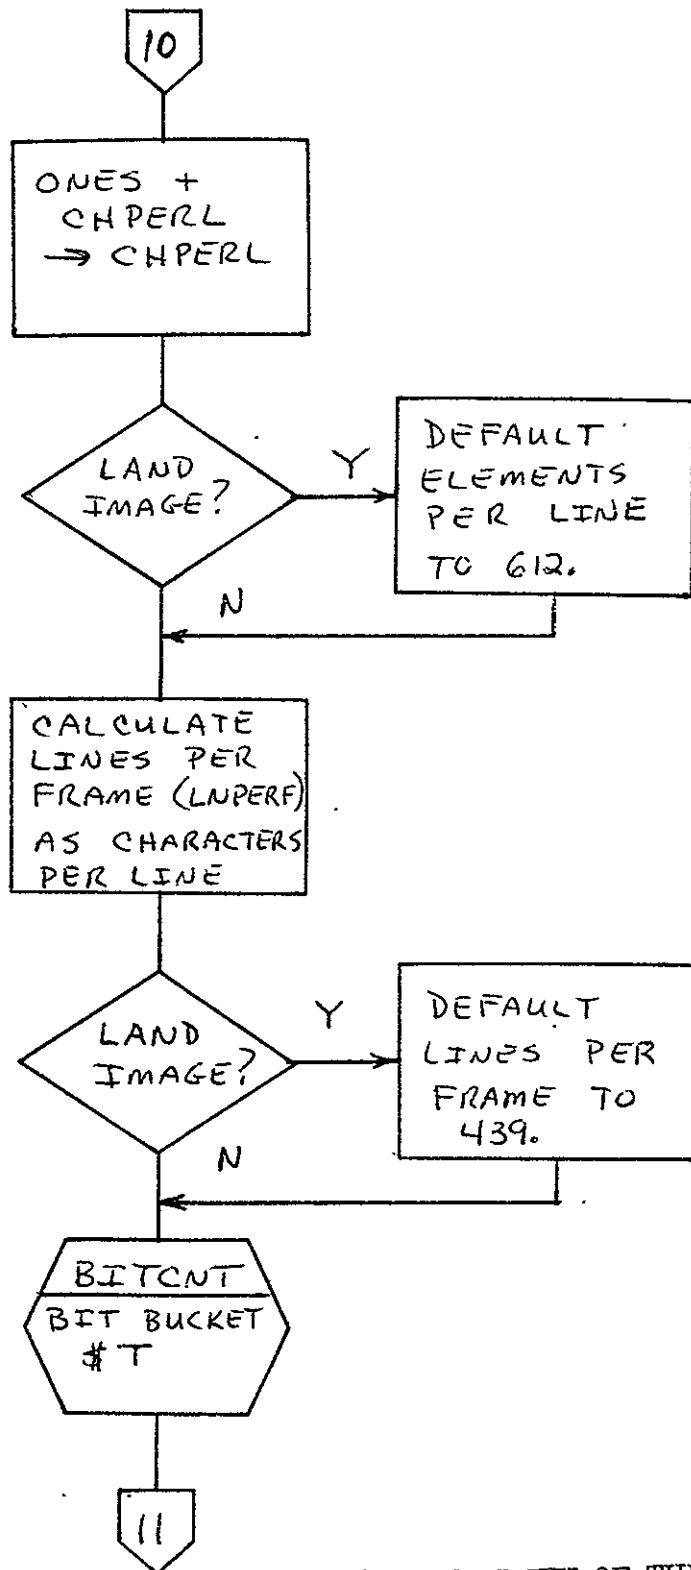 10
ONES +
CHPERL
→ CHPERL
LAND
IMAGE?
Y
DEFAULT
ELEMENTS
PER LINE
TO 612.
N
CALCULATE
LINES PER
FRAME (LNPERF)
AS CHARACTERS
PER LINE
LAND
IMAGE?
Y
DEFAULT
LINES PER
FRAME TO
439.
N
BITCNT
BIT BUCKET
#T
11
OF